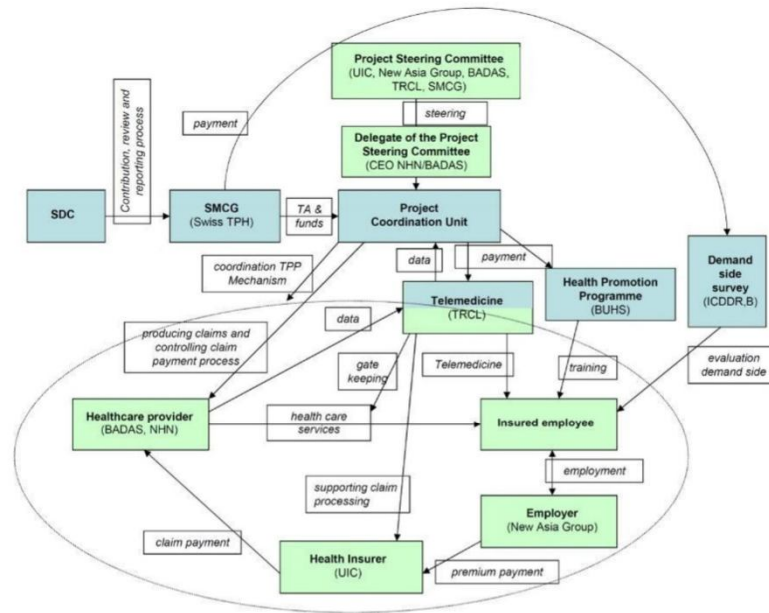 Project Steering Committee
(UIC, New Asia Group, BADAS,
TRCL, SMCG)
steering
payment
Contribution, review and
reporting process
Delegate of the Project
Steering Committee
(CEO NHN/BADAS)
SDC
SMCG
(Swiss TPH)
TA &
funds
Project
Coordination Unit
data
payment
coordination TPP
Mechanism
Demand
side
survey
(ICDDR,B)
Health Promotion
Programme
(BUHS)
Telemedicine
(TRCL)
producing claims and
controlling claim
payment process
data
gate
keeping
Telemedicine
training
evaluation
demand side
Healthcare provider
(BADAS, NHN)
health care
services
Insured employee
employment
supporting claim
processing
Employer
(New Asia Group)
claim payment
Health Insurer
(UIC)
premium payment